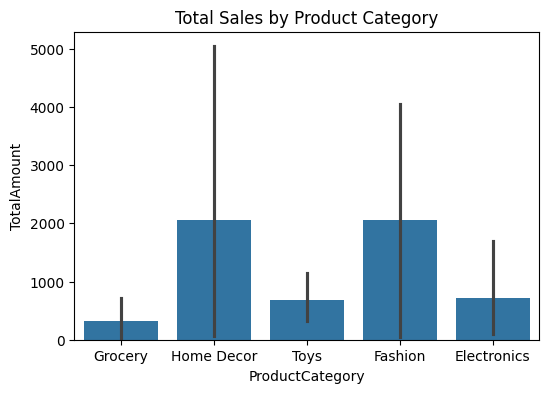 Total Sales by Product Category
TotalAmount
5000
4000
3000
2000
1000
0
Grocery Home Decor Toys Fashion Electronics
ProductCategory